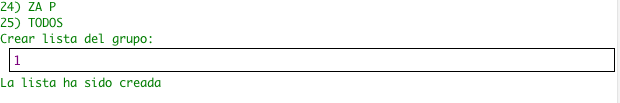 24) ZA P
25) TODOS
Crear lista del grupo:
1
La lista ha sido creada